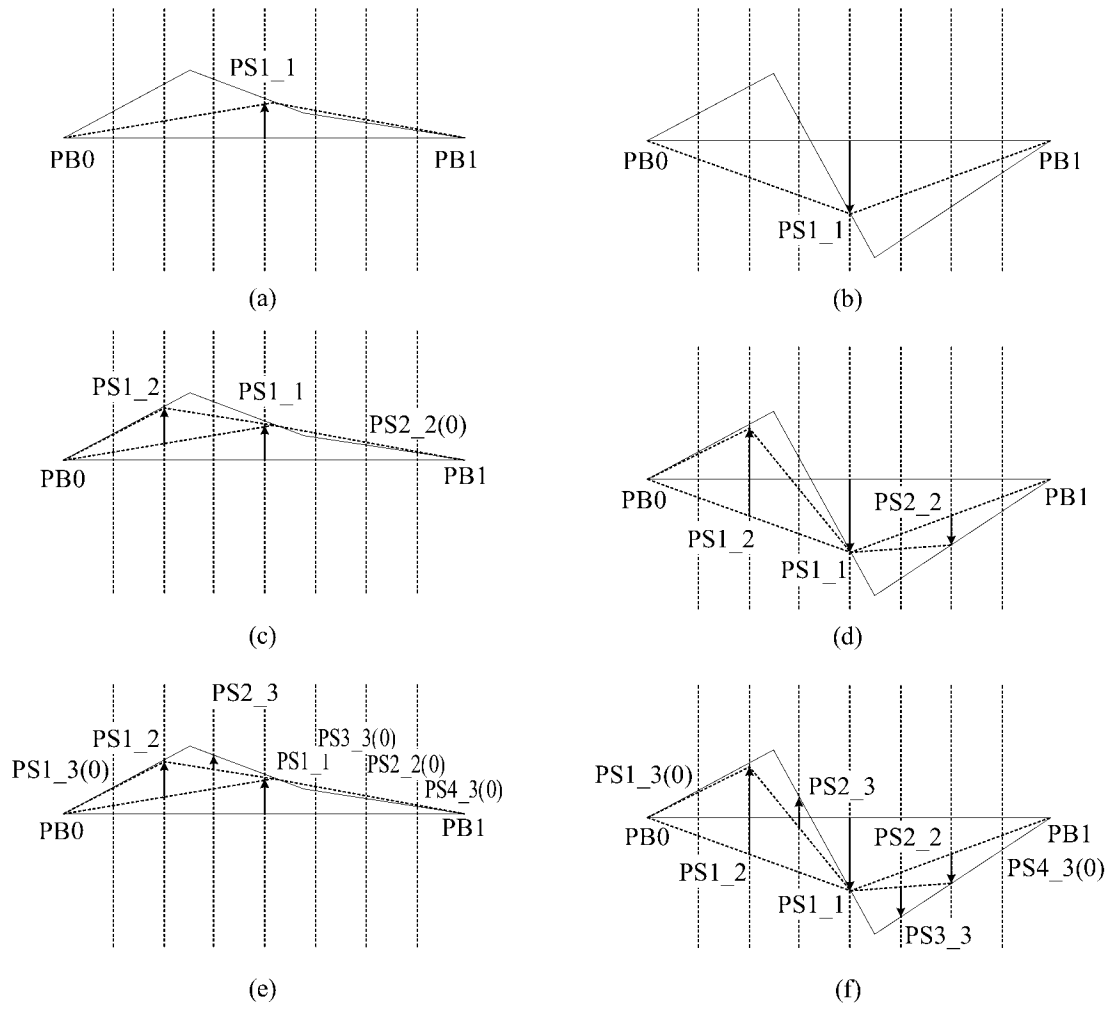 PS1_1
PB0
PB1
(a)
PB0
PB1
PS1_1
(b)
PS1_2
PS1_1
PS2_2(0)
PB0
PB1
(c)
PB0
PS2_2
PB1
PS1_2
PS1_1
(d)
PS2_3
PS1_2
PS3_3(0)
PS1_3(0)
PS1_1
PS2_2(0)
PS4_3(0)
PB0
PB1
(e)
PS1_3(0)
PS2_3
PB0
PB1
PS2_2
PS1_2
PS4_3(0)
PS1_1
PS3_3
(f)